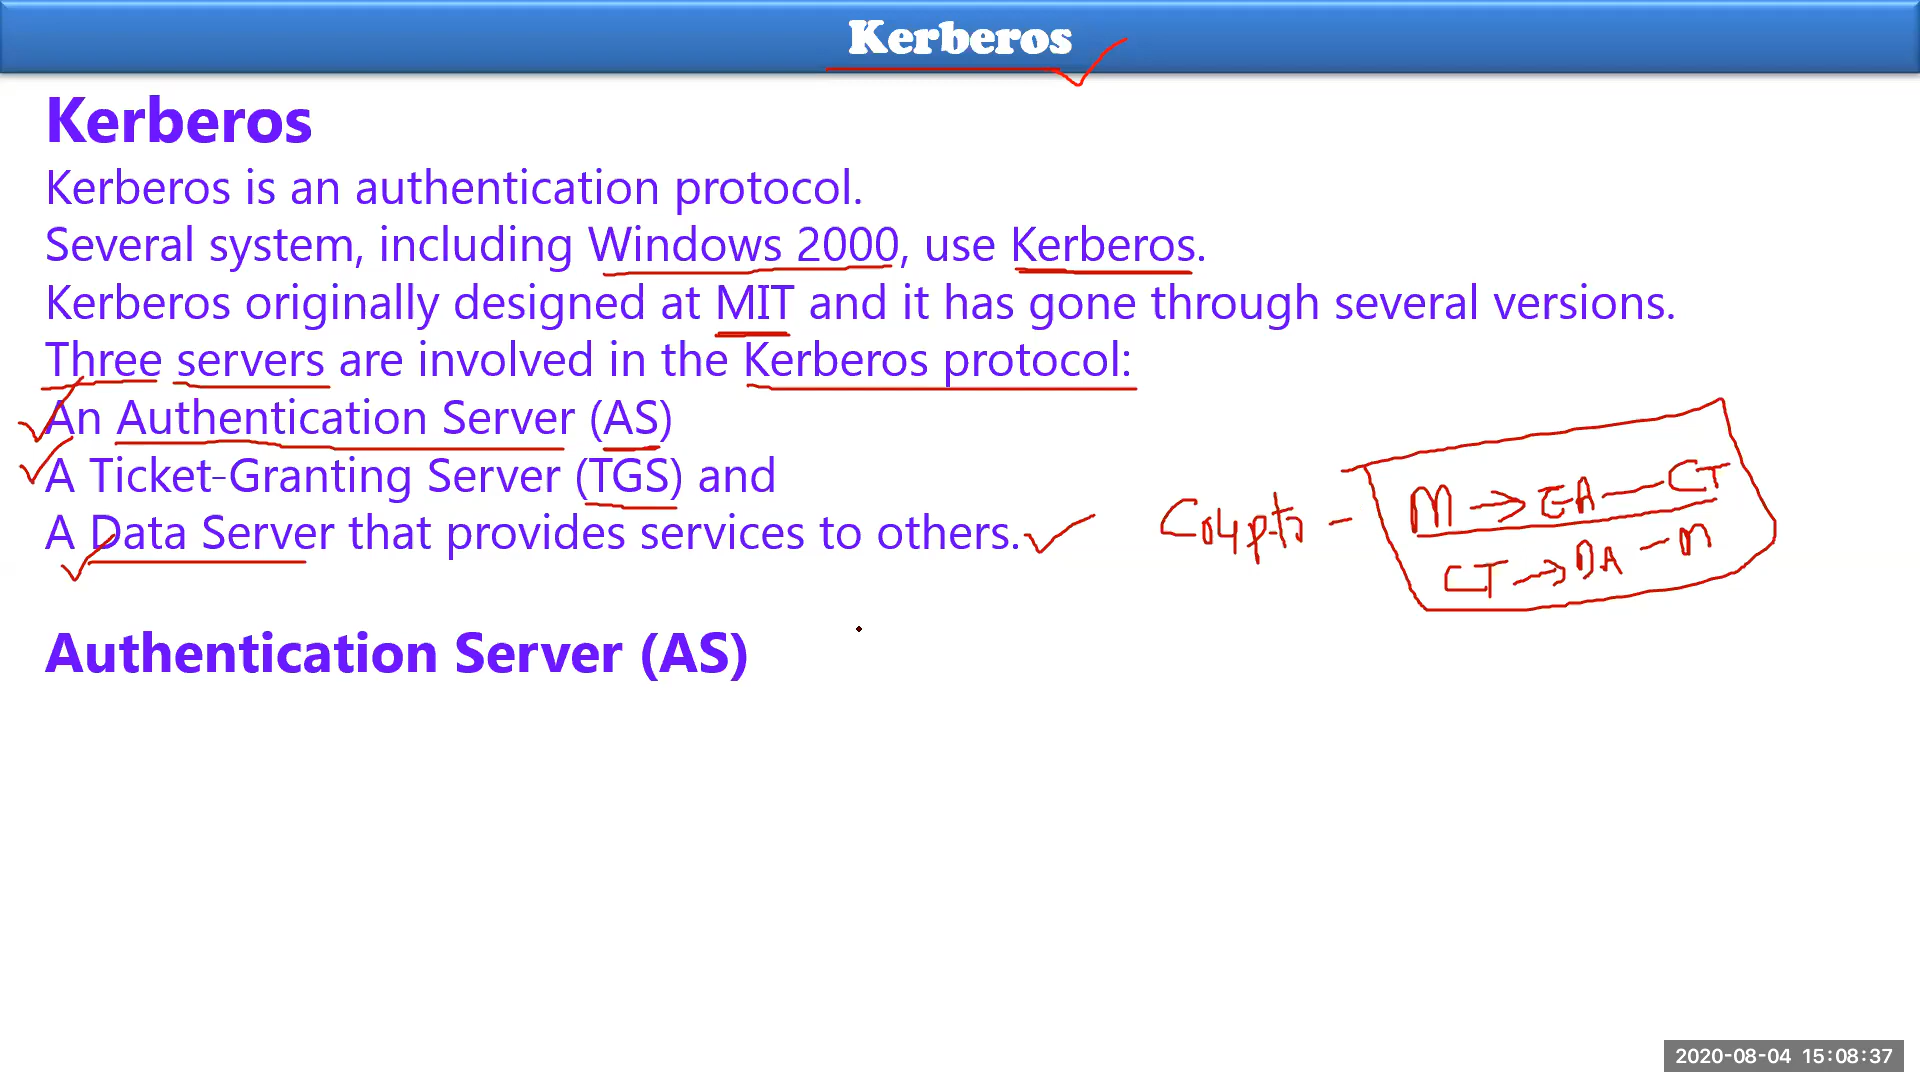 Kerberos
Kerberos
Kerberos is an authentication protocol.
Several system, including Windows 2000, use Kerberos.
Kerberos originally designed at MIT and it has gone through several versions.
Three servers are involved in the Kerberos protocol:
An Authentication Server (AS)
A Ticket-Granting Server (TGS) and
A Data Server that provides services to others.
M → EA — CT
CT → DA — M
Authentication Server (AS)
2020-08-04 15:08:37